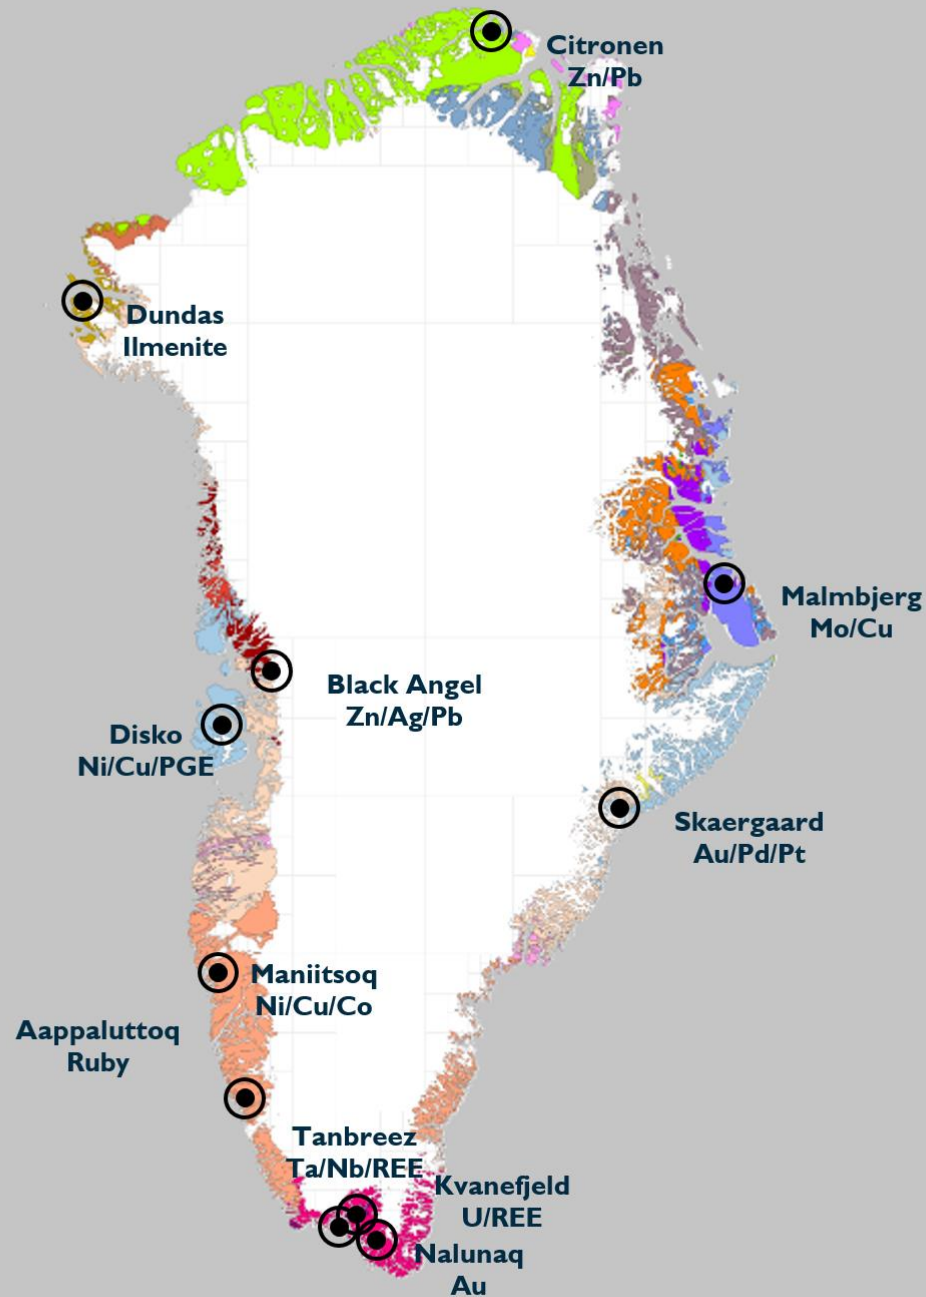 Citronen
Zn/Pb
Dundas
Ilmenite
Malmbjerg
Mo/Cu
Black Angel
Zn/Ag/Pb
Disko
Ni/Cu/PGE
Skaergaard
Au/Pd/Pt
Maniitsoq
Ni/Cu/Co
Aappaluttoq
Ruby
Tanbreez
Ta/Nb/REE
Kvanefjeld
U/REE
Nalunaq
Au